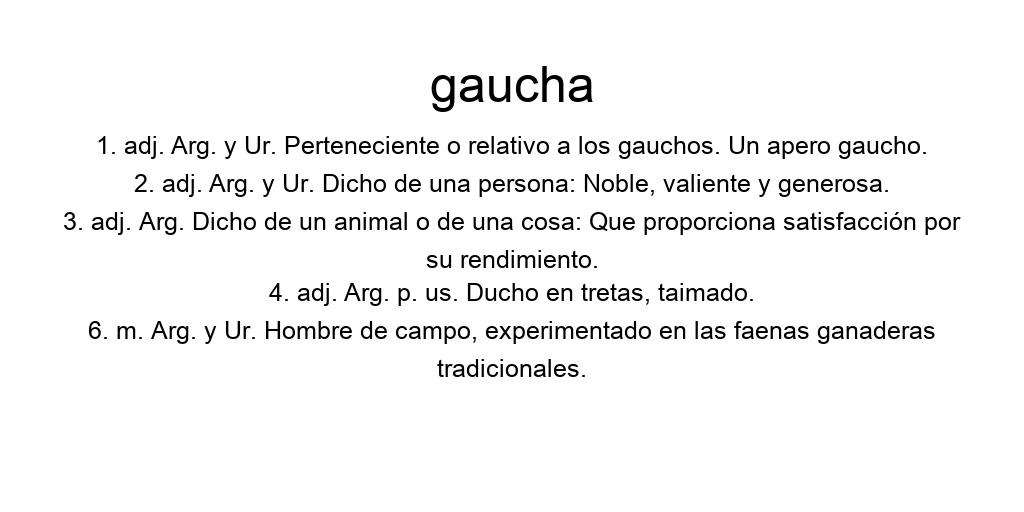 gaucha
1. adj. Arg. y Ur. Perteneciente o relativo a los gauchos. Un apero gaucho.
2. adj. Arg. y Ur. Dicho de una persona: Noble, valiente y generosa.
3. adj. Arg. Dicho de un animal o de una cosa: Que proporciona satisfacción por
su rendimiento.
4. adj. Arg. p. us. Ducho en tretas, taimado.
6. m. Arg. y Ur. Hombre de campo, experimentado en las faenas ganaderas
tradicionales.